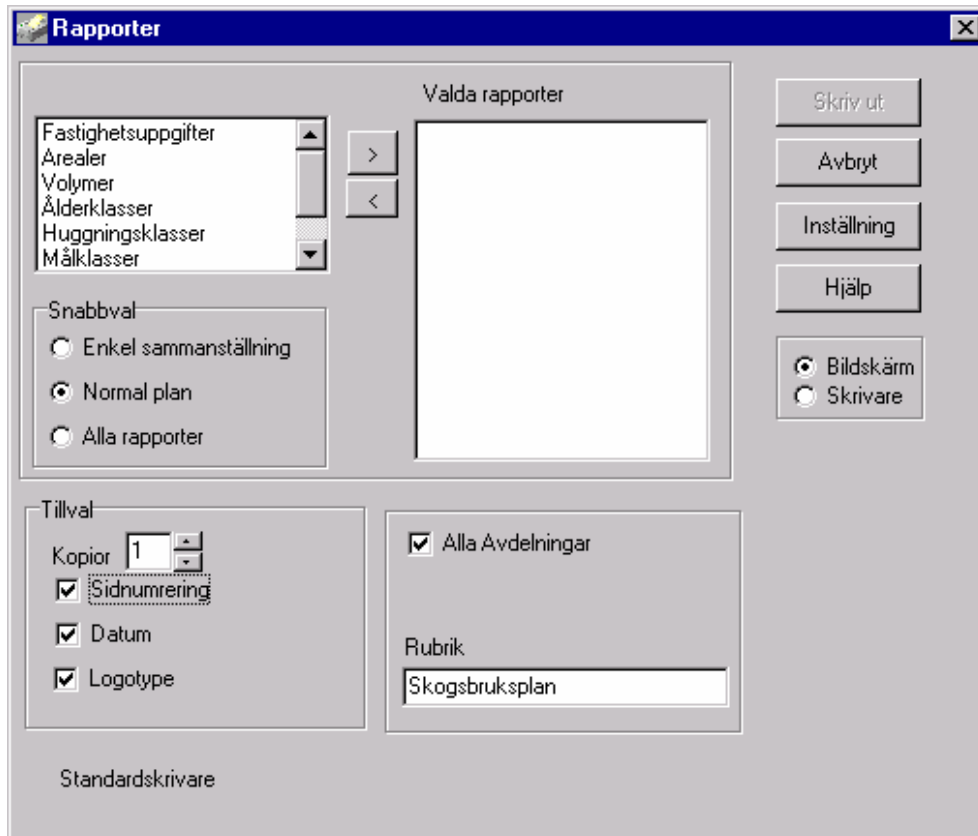 Rapporter
Valda rapporter
Fastighetsuppgifter
Arealer
Volymer
Ålderklasser
Huggningsklasser
Målklasser
>
<
Skriv ut
Avbryt
Inställning
Hjälp
Snabbval
Enkel sammanställning
Normal plan
Alla rapporter
Bildskärm
Skrivare
Tillval
Kopior 1
Sidnumrering
Datum
Logotype
Alla Avdelningar
Rubrik
Skogsbruksplan
Standardskrivare